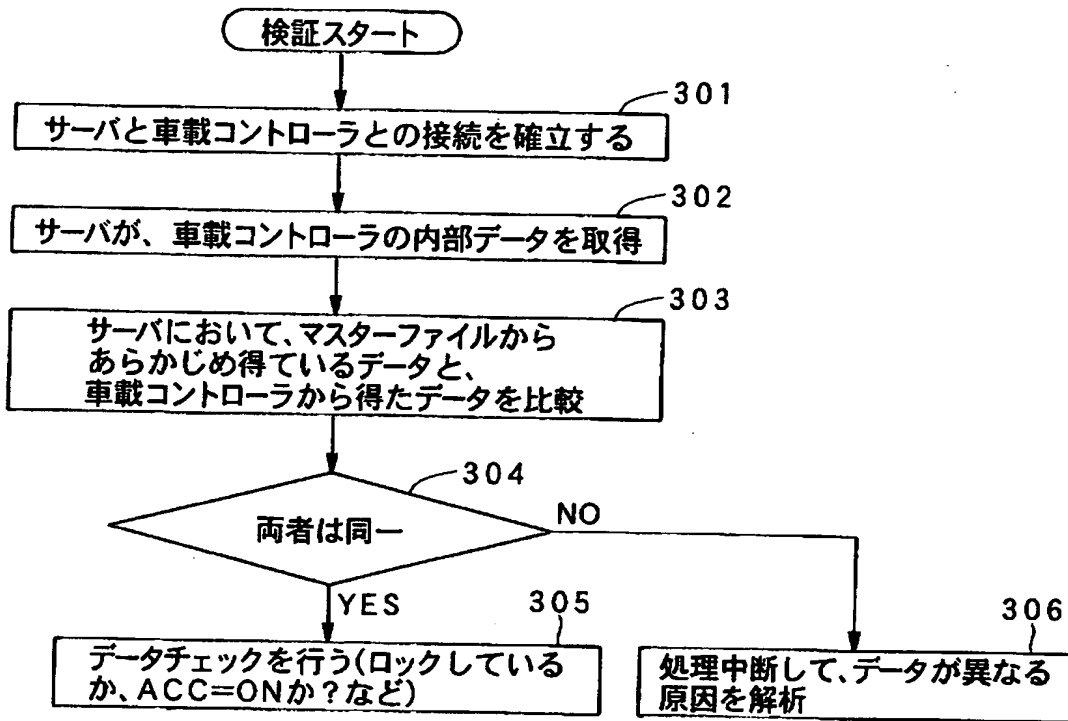 検証スタート
301
サーバと車載コントローラとの接続を確立する
302
サーバが、車載コントローラの内部データを取得
303
サーバにおいて、マスターファイルから
あらかじめ得ているデータと、
車載コントローラから得たデータを比較
304
両者は同一
NO
YES
305
データチェックを行う(ロックしている
か、ACC=ONか?など)
306
処理中断して、データが異なる
原因を解析